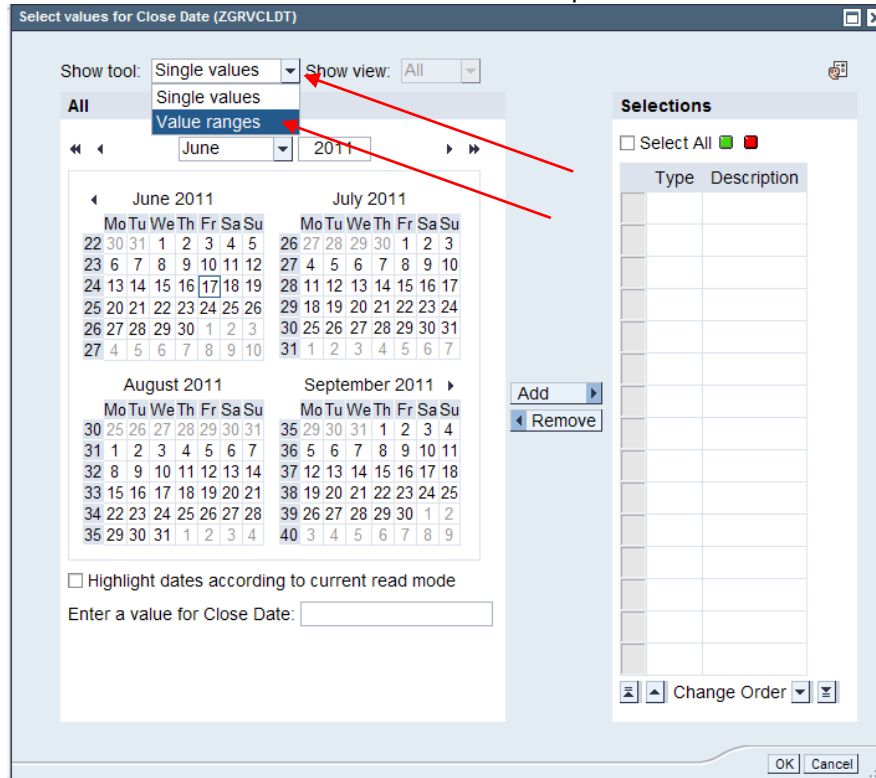 Select values for Close Date (ZGRVCLDT)
Show tool: Single values Show view: All
Single values
Value ranges
All
Selections
June 2011
Select All
Type Description
June 2011 July 2011
Mo Tu We Th Fr Sa Su Mo Tu We Th Fr Sa Su
22 30 31 1 2 3 4 5 26 27 28 29 30 1 2 3
23 6 7 8 9 10 11 12 27 4 5 6 7 8 9 10
24 13 14 15 16 17 18 19 28 11 12 13 14 15 16 17
25 20 21 22 23 24 25 26 29 18 19 20 21 22 23 24
26 27 28 29 30 1 2 3 30 25 26 27 28 29 30 31
27 4 5 6 7 8 9 10 31 1 2 3 4 5 6 7
August 2011 September 2011
Mo Tu We Th Fr Sa Su Mo Tu We Th Fr Sa Su
30 25 26 27 28 29 30 31 35 29 30 31 1 2 3 4
31 1 2 3 4 5 6 7 36 5 6 7 8 9 10 11
32 8 9 10 11 12 13 14 37 12 13 14 15 16 17 18
33 15 16 17 18 19 20 21 38 19 20 21 22 23 24 25
34 22 23 24 25 26 27 28 39 26 27 28 29 30 1 2
35 29 30 31 1 2 3 4 40 3 4 5 6 7 8 9
Add
Remove
Highlight dates according to current read mode
Enter a value for Close Date:
Change Order
OK Cancel